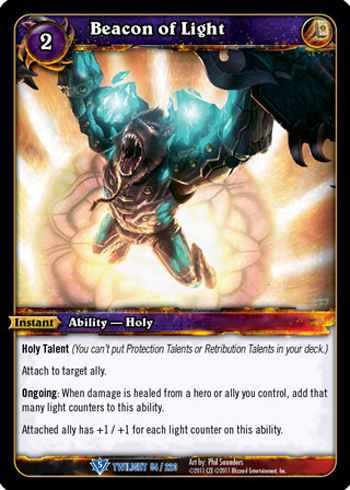 Beacon of Light
2
Instant Ability — Holy
Holy Talent (You can't put Protection Talents or Retribution Talents in your deck.)
Attach to target ally.
Ongoing: When damage is healed from a hero or ally you control, add that
many light counters to this ability.
Attached ally has +1 / +1 for each light counter on this ability.
TWILIGHT 54/220
Art by: Phil Saunders
©2011 CZE ©2011 Blizzard Entertainment, Inc.